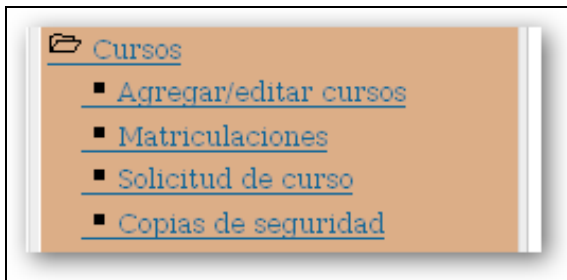 Cursos
Agregar/editar cursos
Matriculaciones
Solicitud de curso
Copias de seguridad